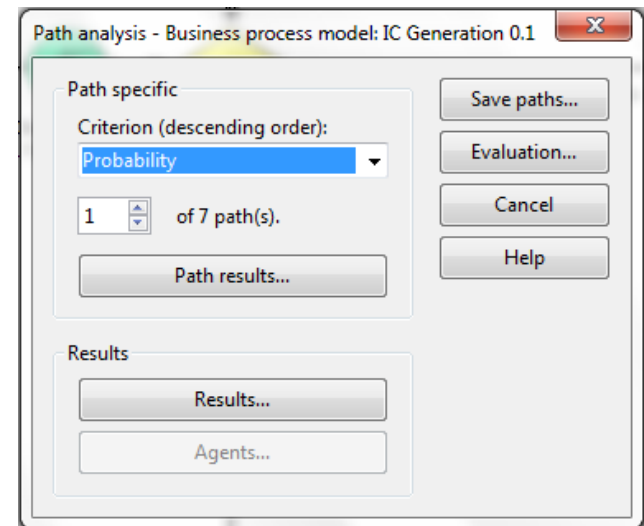 Path analysis - Business process model: IC Generation 0.1
Path specific
Criterion (descending order):
Probability
1 of 7 path(s).
Path results...
Results
Results...
Agents...
Save paths...
Evaluation...
Cancel
Help